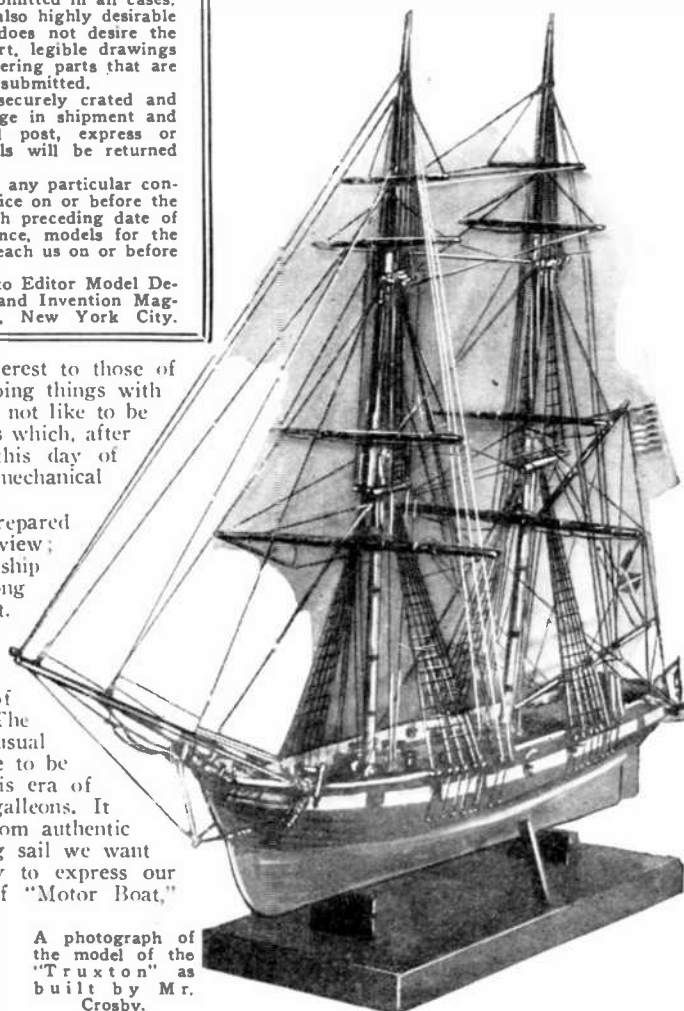 bmitted in all cases.
also highly desirable
does not desire the
rt, legible drawings
ering parts that are
submitted.
securely crated and
ge in shipment and
l post, express or
ls will be returned
any particular con-
ice on or before the
h preceding date of
nce, models for the
each us on or before
to Editor Model De-
and Invention Mag-
, New York City.
erest to those of
oing things with
not like to be
s which, after
this day of
mechanical
repared
view;
ship
ng
t.
of
The
usual
e to be
is era of
galleons. It
om authentic
g sail we want
y to express our
f "Motor Boat,"
A photograph of
the model of the
"Truxton" as
built by Mr.
Crosby.